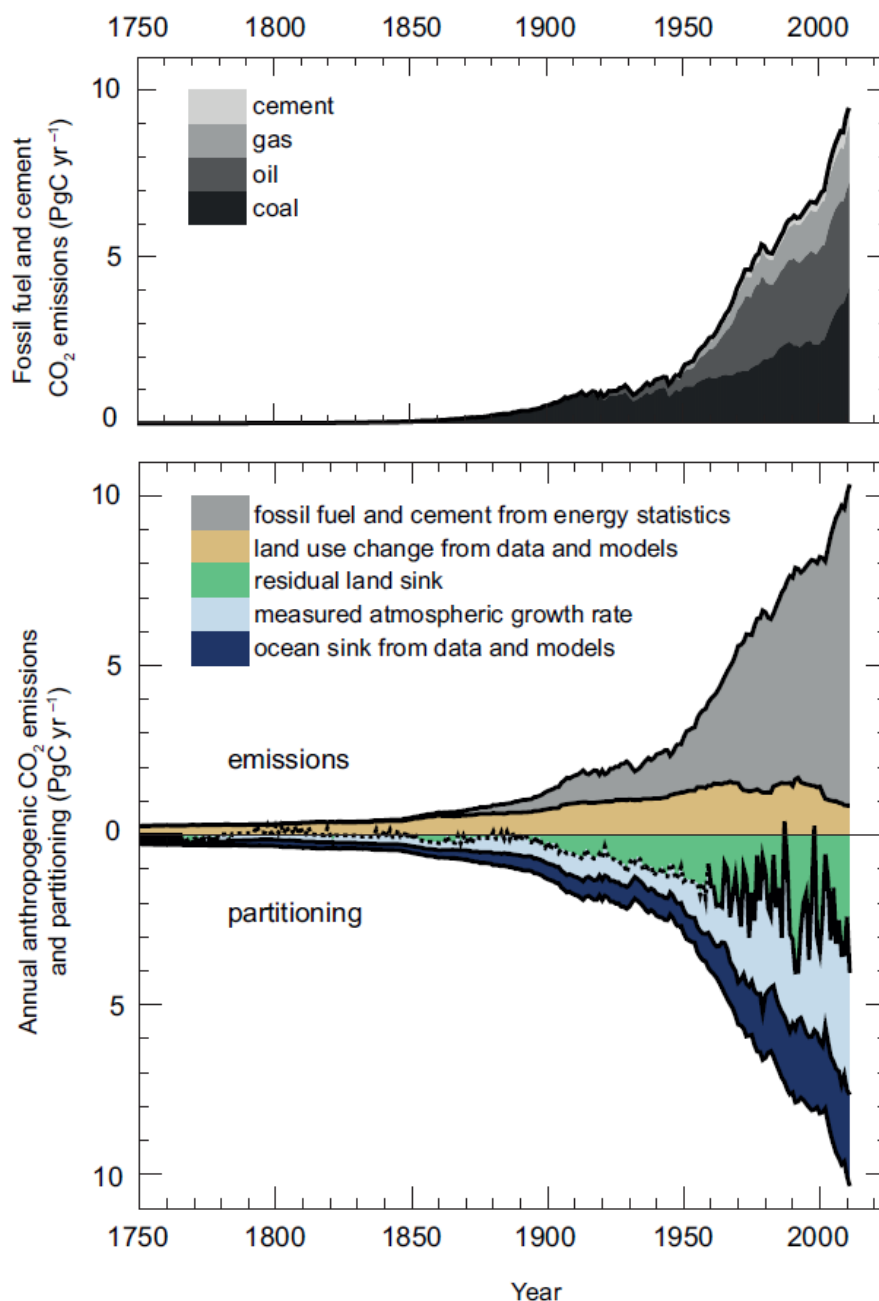 1750 1800 1850 1900 1950 2000
10
cement
gas
oil
coal
5
0
Fossil fuel and cement
CO₂ emissions (PgC yr⁻¹)
10
fossil fuel and cement from energy statistics
land use change from data and models
residual land sink
measured atmospheric growth rate
ocean sink from data and models
5
emissions
0
partitioning
5
10
Annual anthropogenic CO₂ emissions
and partitioning (PgC yr⁻¹)
1750 1800 1850 1900 1950 2000
Year